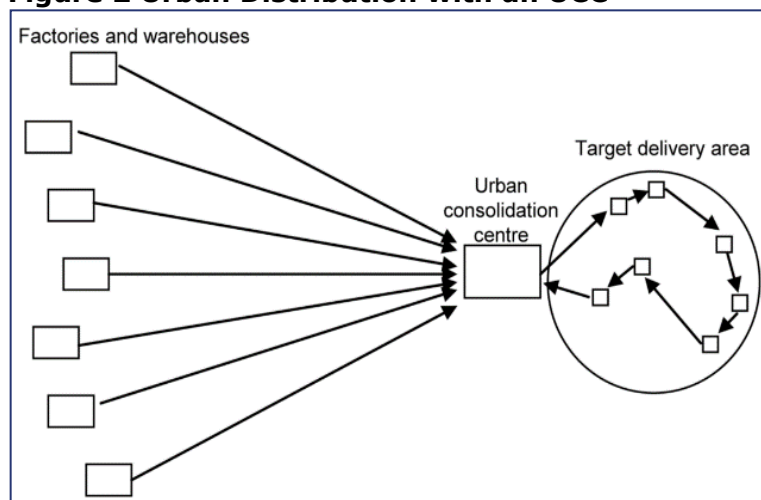 Figure 2 Urban Distribution with an UCC
Factories and warehouses
Target delivery area
Urban
consolidation
centre